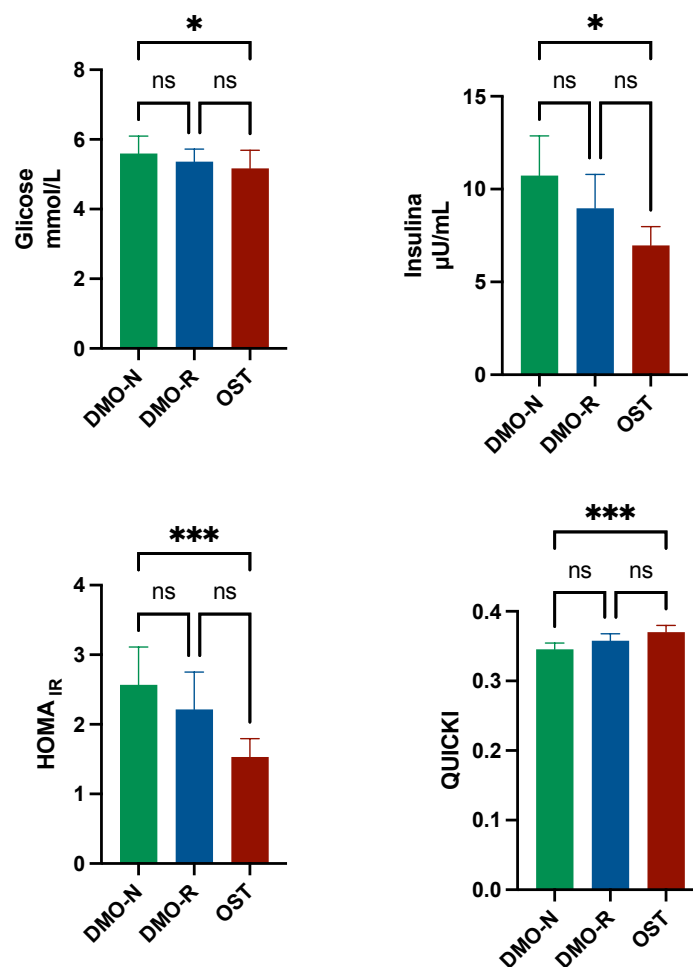 *
ns ns
8
6
4
2
0
Glicose
mmol/L
DMO-N DMO-R OST
*
ns ns
15
10
5
0
Insulina
µU/mL
DMO-N DMO-R OST
***
ns ns
4
3
2
1
0
HOMA IR
DMO-N DMO-R OST
***
ns ns
0.4
0.3
0.2
0.1
0.0
QUICKI
DMO-N DMO-R OST